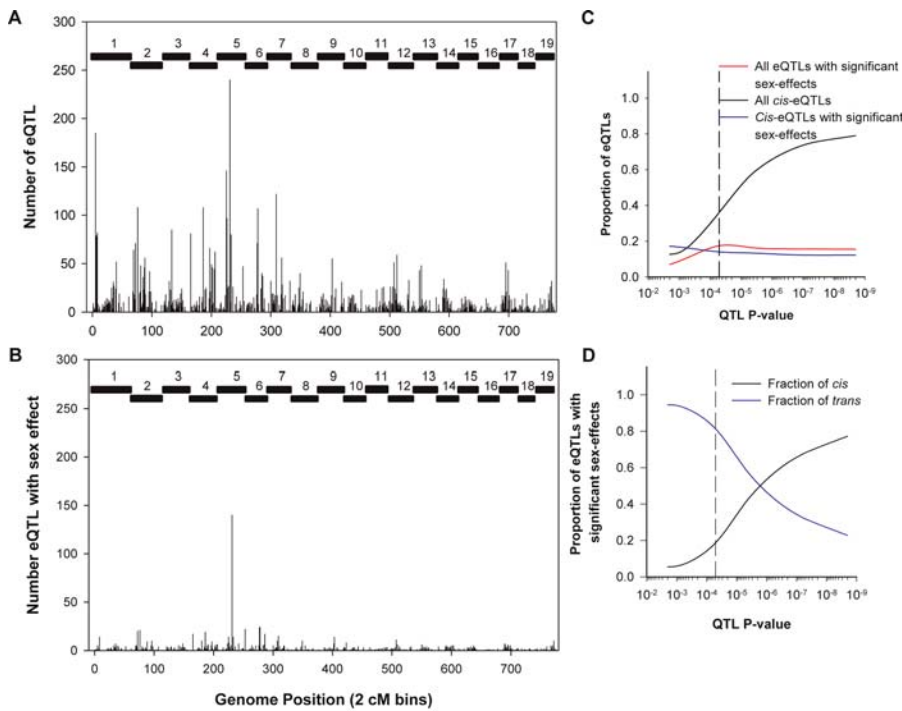 A
300
250
200
150
100
50
0
Number of eQTL
1 2 3 4 5 6 7 8 9 10 11 12 13 14 15 16 17 18 19
0 100 200 300 400 500 600 700
B
300
250
200
150
100
50
0
Number eQTL with sex effect
1 2 3 4 5 6 7 8 9 10 11 12 13 14 15 16 17 18 19
0 100 200 300 400 500 600 700
Genome Position (2 cM bins)
C
All eQTLs with significant
sex-effects
All cis-eQTLs
Cis-eQTLs with significant
sex-effects
Proportion of eQTLs
1.0
0.8
0.6
0.4
0.2
0.0
10-2 10-3 10-4 10-5 10-6 10-7 10-8 10-9
QTL P-value
D
Fraction of cis
Fraction of trans
Proportion of eQTLs with
significant sex-effects
1.0
0.8
0.6
0.4
0.2
0.0
10-2 10-3 10-4 10-5 10-6 10-7 10-8 10-9
QTL P-value